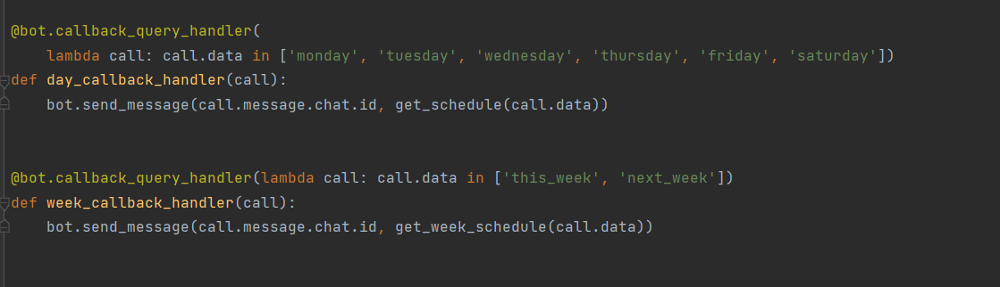 @bot.callback_query_handler(
    lambda call: call.data in ['monday', 'tuesday', 'wednesday', 'thursday', 'friday', 'saturday'])
def day_callback_handler(call):
    bot.send_message(call.message.chat.id, get_schedule(call.data))
@bot.callback_query_handler(lambda call: call.data in ['this_week', 'next_week'])
def week_callback_handler(call):
    bot.send_message(call.message.chat.id, get_week_schedule(call.data))